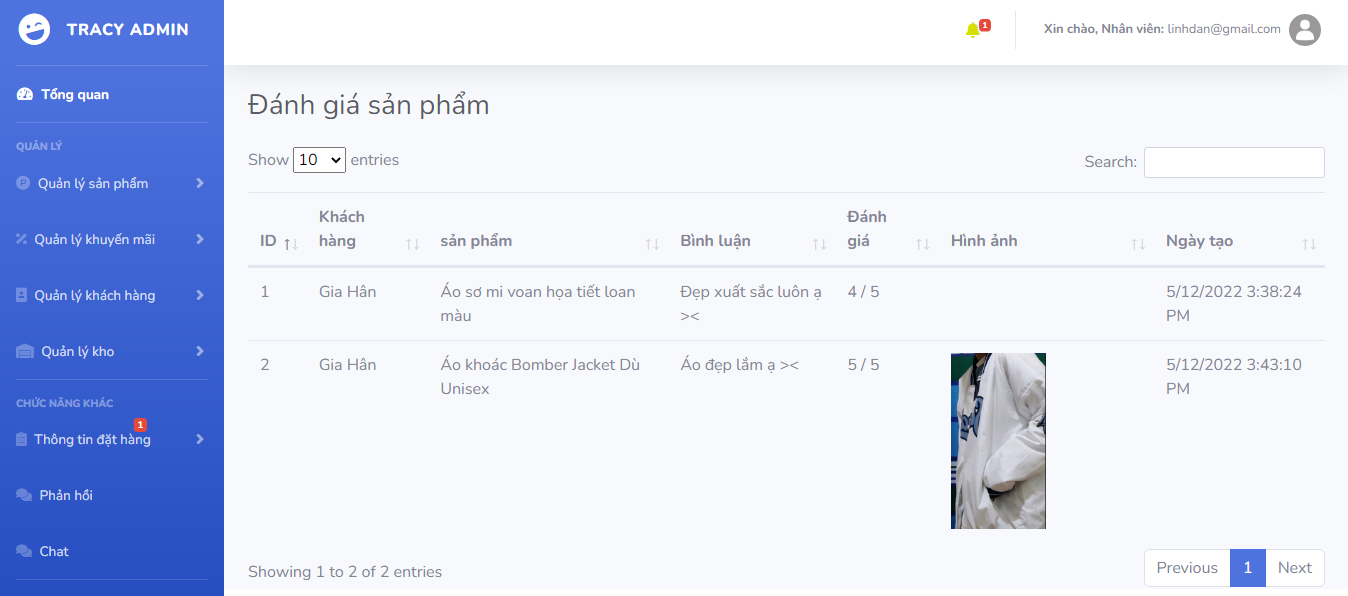 TRACY ADMIN
1
Xin chào, Nhân viên: linhdan@gmail.com
Tổng quan
QUẢN LÝ
Quản lý sản phẩm
Quản lý khuyến mãi
Quản lý khách hàng
Quản lý kho
CHỨC NĂNG KHÁC
1
Thông tin đặt hàng
Phản hồi
Chat
Đánh giá sản phẩm
Show 10 entries
Search:
ID Khách hàng sản phẩm Bình luận Đánh giá Hình ảnh Ngày tạo
1 Gia Hân Áo sơ mi voan họa tiết loan Đẹp xuất sắc luôn ạ 4 / 5 5/12/2022 3:38:24
màu >< PM
2 Gia Hân Áo khoác Bomber Jacket Dù Áo đẹp lắm ạ >< 5 / 5 5/12/2022 3:43:10
Unisex PM
Showing 1 to 2 of 2 entries
Previous 1 Next